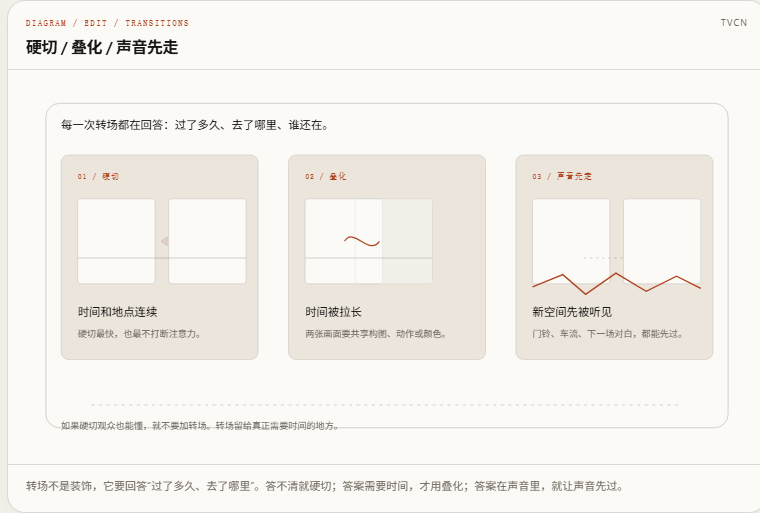 DIAGRAM / EDIT / TRANSITIONS
TVCN
硬切 / 叠化 / 声音先走
每一次转场都在回答：过了多久、去了哪里、谁还在。
01 / 硬切
时间和地点连续
硬切最快，也最不打断注意力。
02 / 叠化
时间被拉长
两张画面要共享构图、动作或颜色。
03 / 声音先走
新空间先被听见
门铃、车流、下一场对白，都能先过。
如果硬切观众也能懂，就不要加转场。转场留给真正需要时间的地方。
转场不是装饰，它要回答“过了多久、去了哪里”。答不清就硬切；答案需要时间，才用叠化；答案在声音里，就让声音先过。